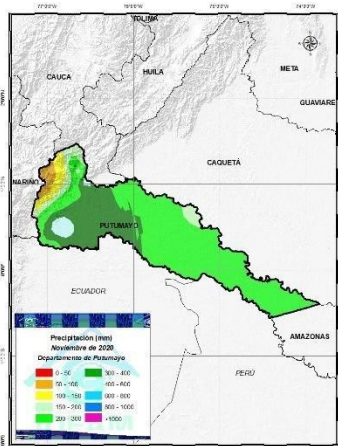 TOLIMA
META
CAUCA
HUILA
GUAVIARE
CAQUETÁ
NARIÑO
PUTUMAYO
ECUADOR
AMAZONAS
PERÚ
Precipitación (mm)
Noviembre de 2020
Departamento de Putumayo
0 - 50 300 - 400
50 - 100 400 - 600
100 - 150 600 - 800
150 - 200 800 - 1000
200 - 300 >1000